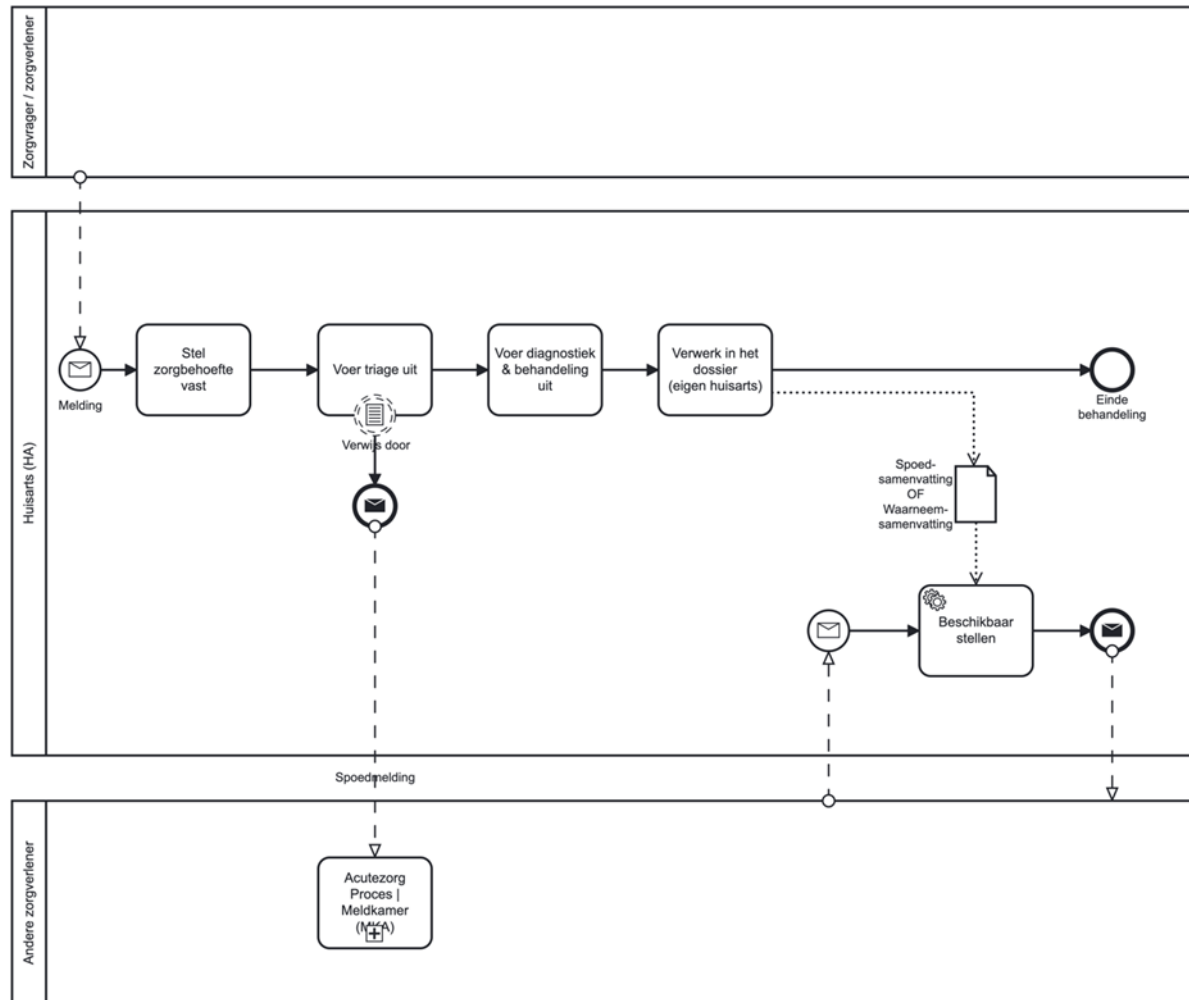 Zorgvrager / zorgverlener
Huisarts (HA)
Melding
Stel
zorgbehoefte
vast
Voer triage uit
Verwijs door
Voer diagnostiek
& behandeling
uit
Verwerk in het
dossier
(eigen huisarts)
Einde
behandeling
Spoed-
samenvatting
OF
Waarneem-
samenvatting
Beschikbaar
stellen
Spoedmelding
Andere zorgverlener
Acutezorg
Proces |
Meldkamer
(MKA)